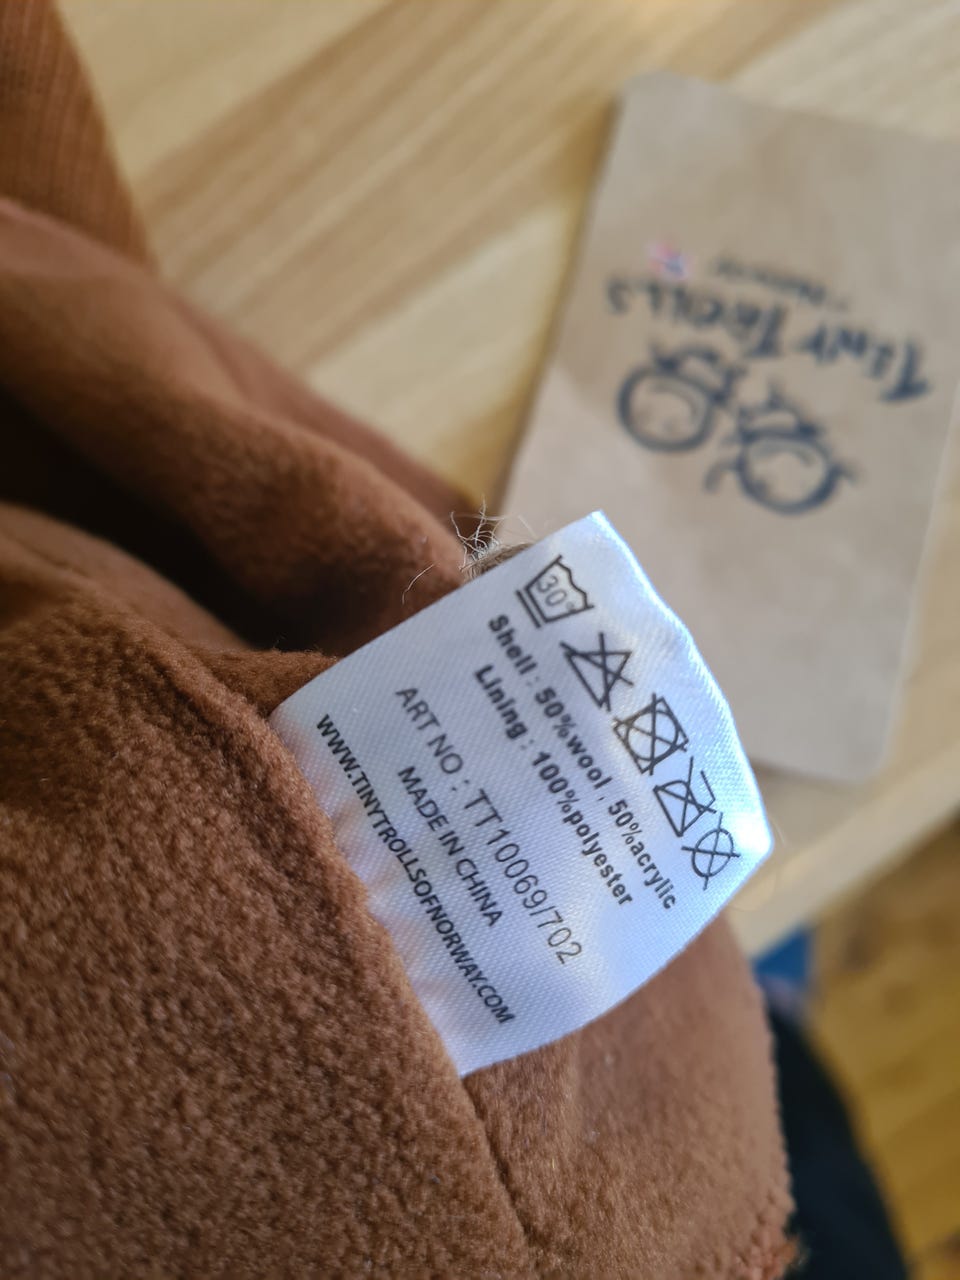 30°
Shell : 50%wool , 50%acrylic
Lining : 100%polyester
ART NO : TT10069/702
MADE IN CHINA
WWW.TINYTROLLSOFNORWAY.COM
TINY TROLLS